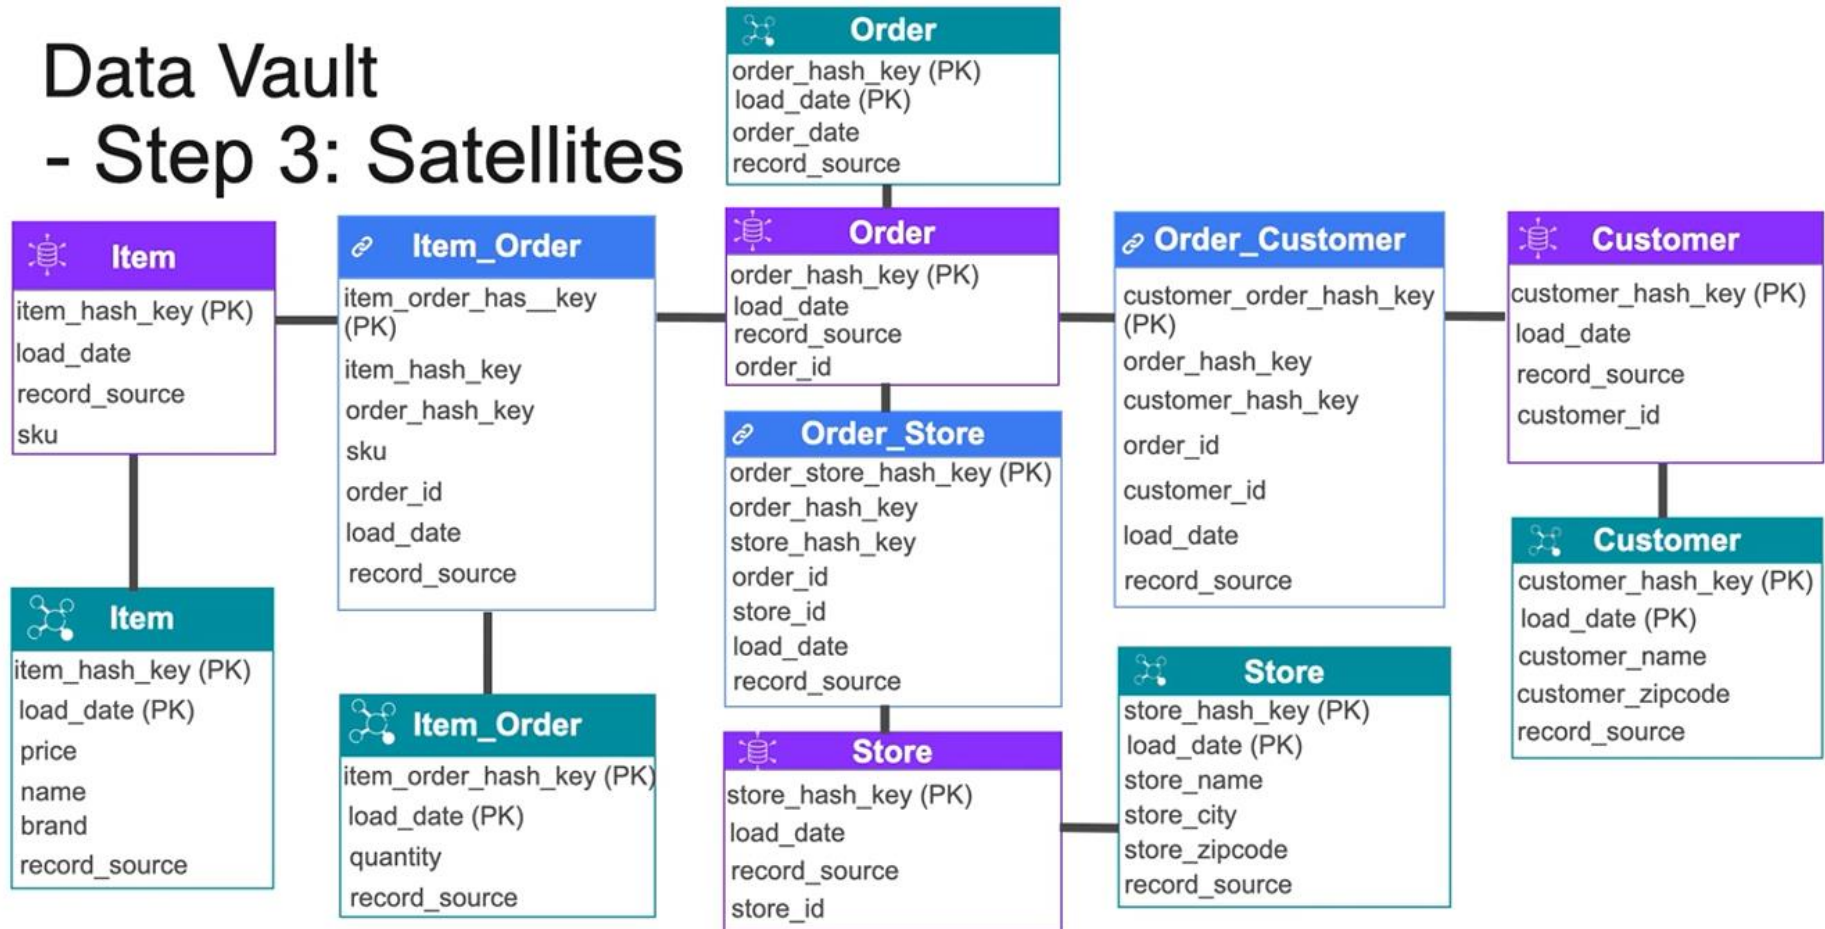 Data Vault
- Step 3: Satellites
Order
order_hash_key (PK)
load_date (PK)
order_date
record_source
Item
item_hash_key (PK)
load_date
record_source
sku
Item_Order
item_order_has__key
(PK)
item_hash_key
order_hash_key
sku
order_id
load_date
record_source
Order
order_hash_key (PK)
load_date
record_source
order_id
Order_Customer
customer_order_hash_key
(PK)
order_hash_key
customer_hash_key
order_id
customer_id
load_date
record_source
Customer
customer_hash_key (PK)
load_date
record_source
customer_id
Order_Store
order_store_hash_key (PK)
order_hash_key
store_hash_key
order_id
store_id
load_date
record_source
Customer
customer_hash_key (PK)
load_date (PK)
customer_name
customer_zipcode
record_source
Item
item_hash_key (PK)
load_date (PK)
price
name
brand
record_source
Item_Order
item_order_hash_key (PK)
load_date (PK)
quantity
record_source
Store
store_hash_key (PK)
load_date
record_source
store_id
Store
store_hash_key (PK)
load_date (PK)
store_name
store_city
store_zipcode
record_source